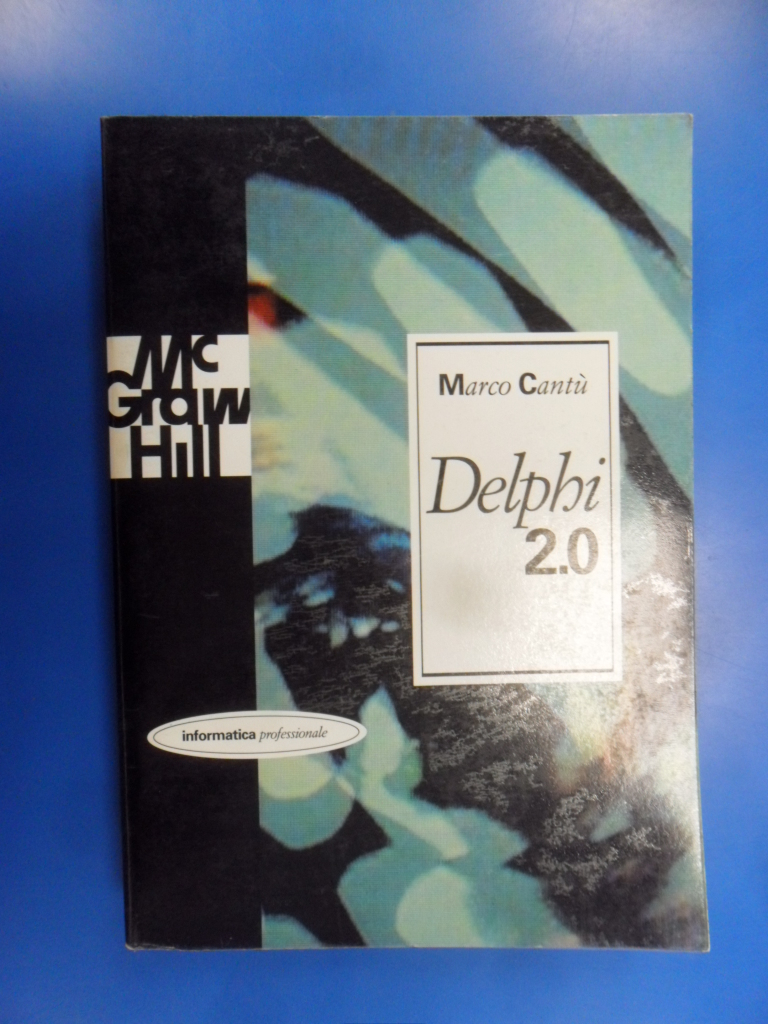 Marco Cantù
Delphi
2.0
Mc
Graw
Hill
informatica professionale